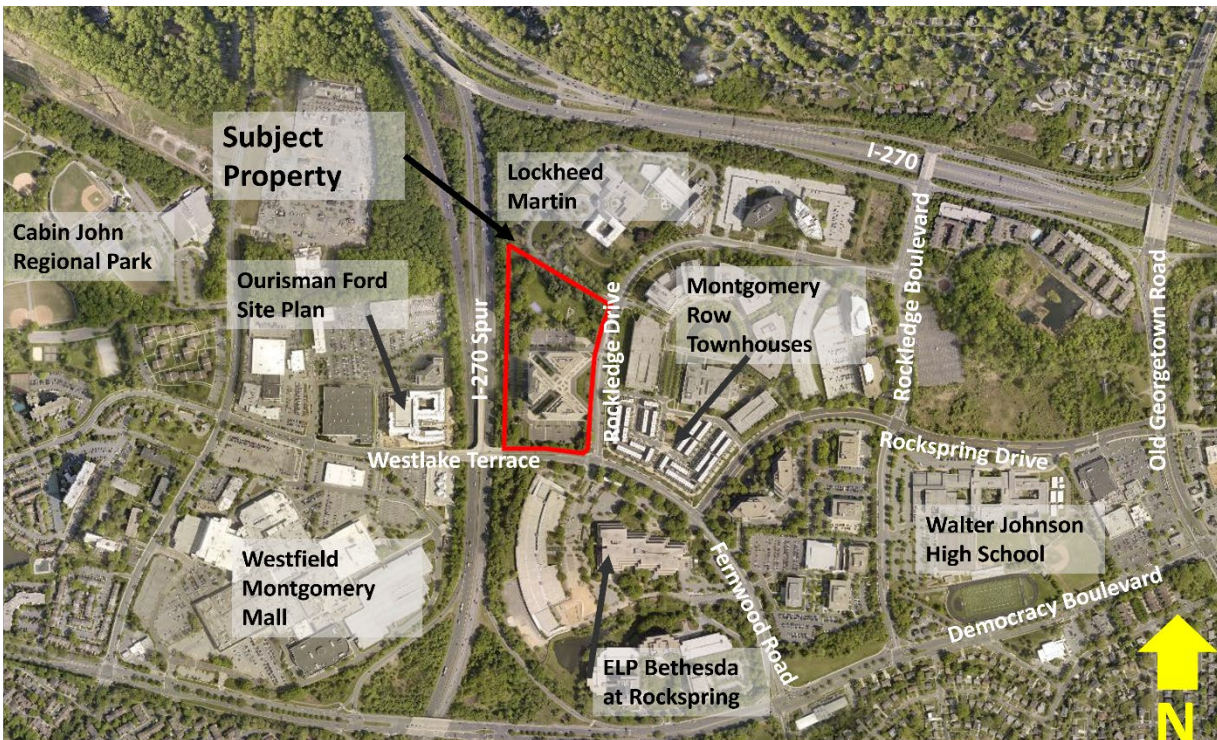 Subject
Property
Lockheed
Martin
I-270
Cabin John
Regional Park
Ourisman Ford
Site Plan
I-270 Spur
Rockledge Drive
Montgomery
Row
Townhouses
Rockledge Boulevard
Old Georgetown Road
Westlake Terrace
Rockspring Drive
Westfield
Montgomery
Mall
Fernwood Road
Walter Johnson
High School
Democracy Boulevard
ELP Bethesda
at Rockspring
N